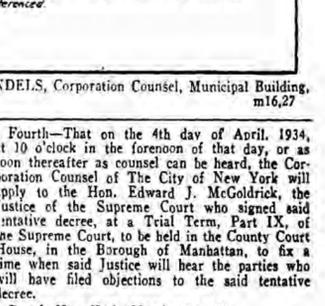 ferenced.
DELS, Corporation Counsel, Municipal Building,
m16,27
Fourth—That on the 4th day of April, 1934,
at 10 o'clock in the forenoon of that day, or as
oon thereafter as counsel can be heard, the Cor-
oration Counsel of The City of New York will
pply to the Hon. Edward J. McGoldrick, the
ustice of the Supreme Court who signed said
entative decree, at a Trial Term, Part IX, of
he Supreme Court, to be held in the County Court
House, in the Borough of Manhattan, to fix a
ime when said Justice will hear the parties who
will have filed objections to the said tentative
decree.